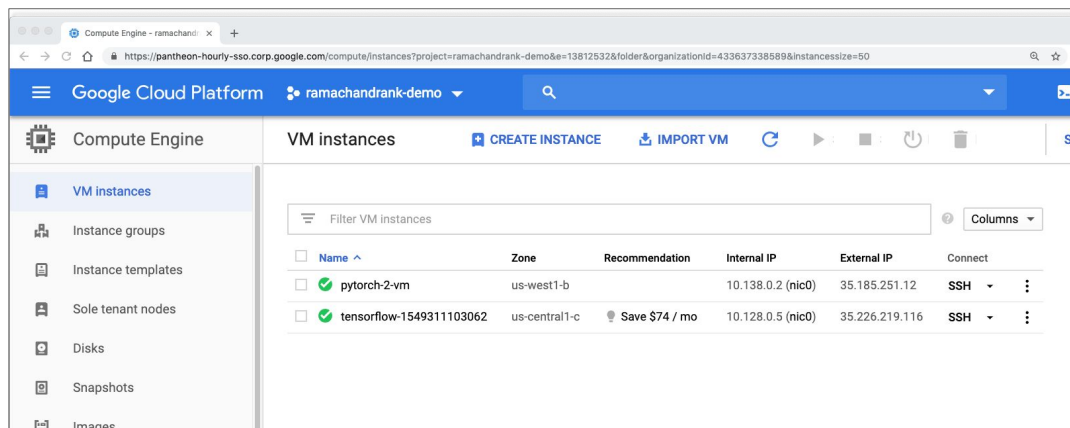 Compute Engine - ramachandr × +
https://pantheon-hourly-sso.corp.google.com/compute/instances?project=ramachandrank-demo&e=13812532&folder&organizationId=433637338589&instancessize=50
Google Cloud Platform ramachandrank-demo
Compute Engine VM instances CREATE INSTANCE IMPORT VM S
VM instances
Filter VM instances Columns
Instance groups
Name Zone Recommendation Internal IP External IP Connect
Instance templates
pytorch-2-vm us-west1-b 10.138.0.2 (nic0) 35.185.251.12 SSH
Sole tenant nodes
tensorflow-1549311103062 us-central1-c Save $74 / mo 10.128.0.5 (nic0) 35.226.219.116 SSH
Disks
Snapshots
Images